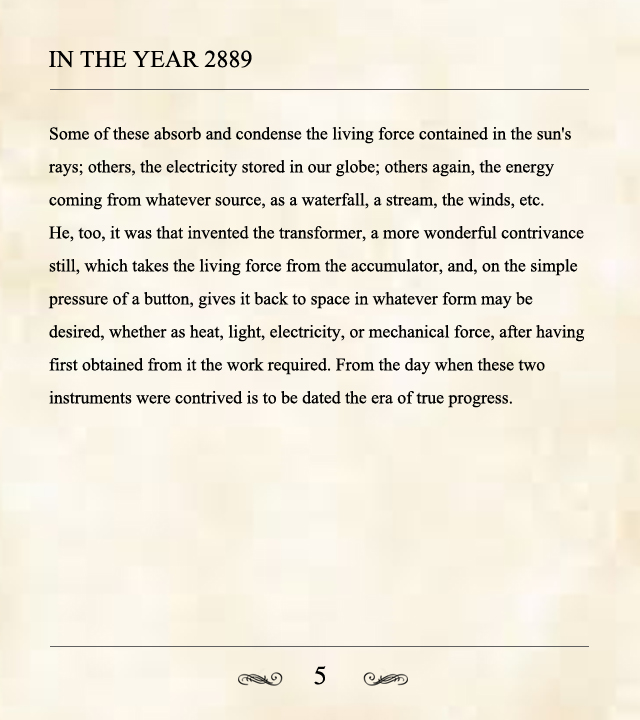 IN THE YEAR 2889
Some of these absorb and condense the living force contained in the sun's
rays; others, the electricity stored in our globe; others again, the energy
coming from whatever source, as a waterfall, a stream, the winds, etc.
He, too, it was that invented the transformer, a more wonderful contrivance
still, which takes the living force from the accumulator, and, on the simple
pressure of a button, gives it back to space in whatever form may be
desired, whether as heat, light, electricity, or mechanical force, after having
first obtained from it the work required. From the day when these two
instruments were contrived is to be dated the era of true progress.
5